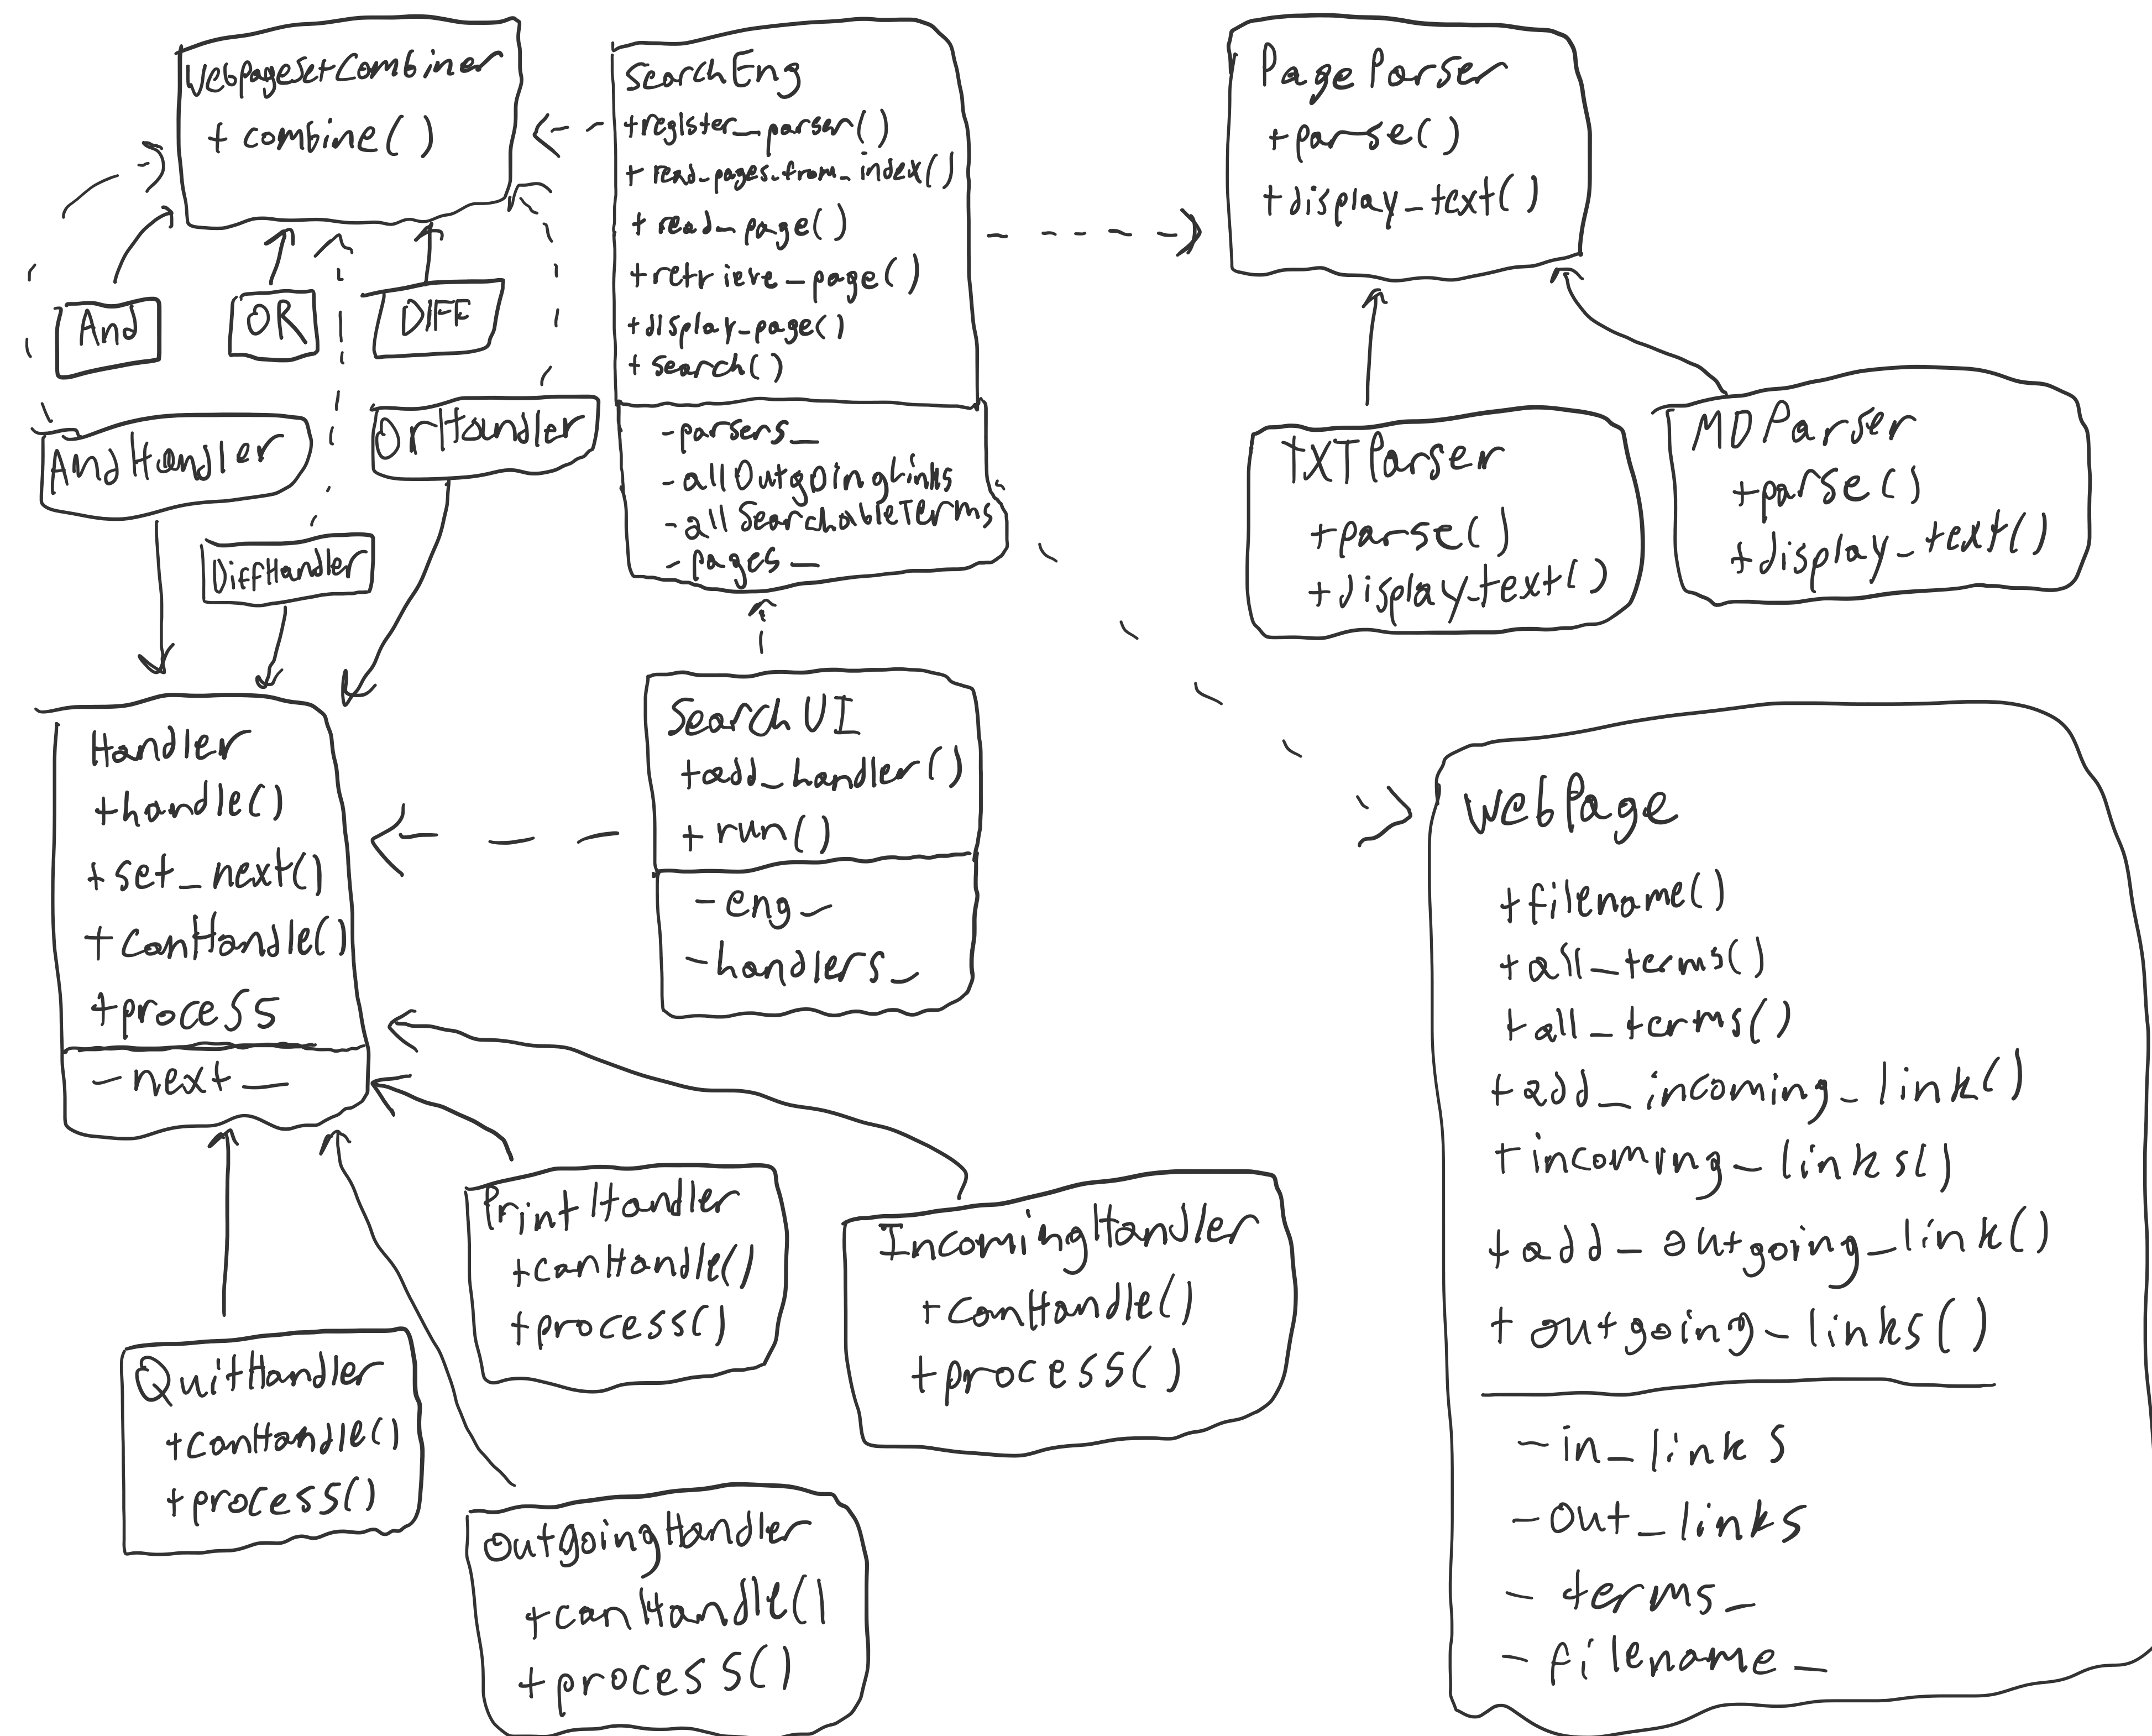 WebPageSetCombiner
+ combine()
And
OR
DIFF
AndHandler
OrHandler
DiffHandler
SearchEng
+register_parser()
+ read_pages_from_index()
+ read_page()
+retrieve_page()
+display_page()
+ search()
-parsers_
-allOutgoingLinks
-allSearchableTerms
- pages_
PageParser
+parse()
+display_text()
TXTParser
+parse()
+display_text()
MDParser
+parse()
+display_text()
Handler
+handle()
+set_next()
+canHandle()
+process
-next_
SearchUI
+add_handler()
+ run()
-eng_
-handlers_
WebPage
+filename()
+all_terms()
+all_terms()
+add_incoming_link()
+incoming_links()
+add_outgoing_link()
+outgoing_links()
-in_links
-out_links
- terms_
- filename_
PrintHandler
+canHandle()
+process()
IncomingHandler
+canHandle()
+process()
QuitHandler
+canHandle()
+process()
OutgoingHandler
+canHandle()
+process()